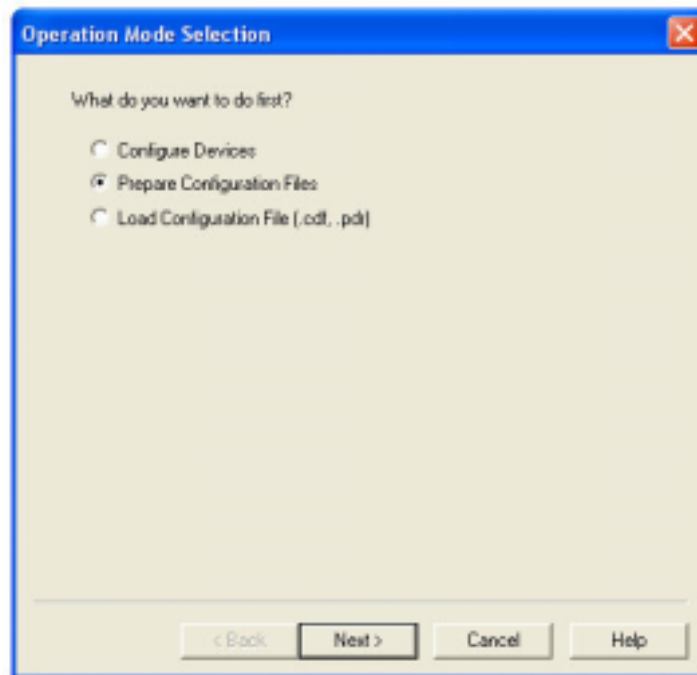 Operation Mode Selection
What do you want to do first?
Configure Devices
Prepare Configuration Files
Load Configuration File (.cdf, .pdr)
< Back
Next >
Cancel
Help